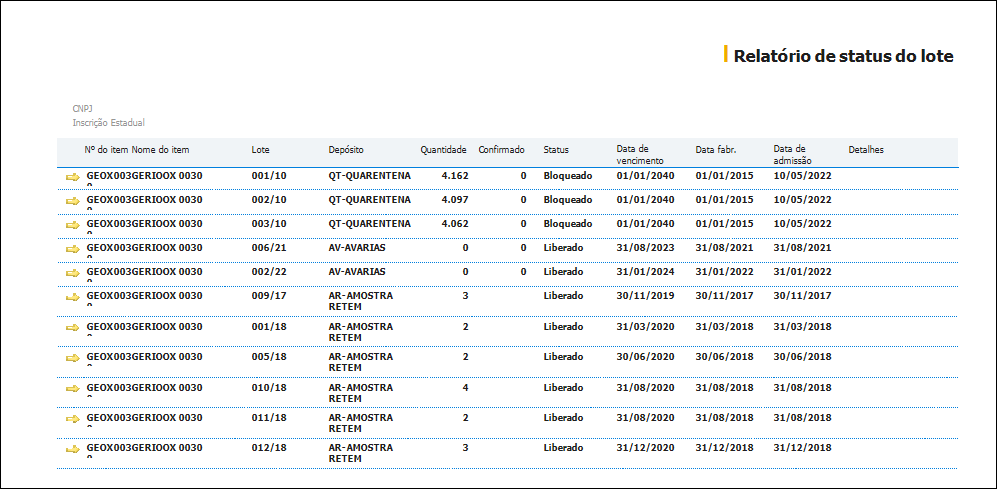 Relatório de status do lote
CNPJ
Inscrição Estadual
Nº do item Nome do item Lote Depósito Quantidade Confirmado Status Data de vencimento Data fabr. Data de admissão Detalhes
GEOX003GERIOOX 0030 001/10 QT-QUARENTENA 4.162 0 Bloqueado 01/01/2040 01/01/2015 10/05/2022
GEOX003GERIOOX 0030 002/10 QT-QUARENTENA 4.097 0 Bloqueado 01/01/2040 01/01/2015 10/05/2022
GEOX003GERIOOX 0030 003/10 QT-QUARENTENA 4.062 0 Bloqueado 01/01/2040 01/01/2015 10/05/2022
GEOX003GERIOOX 0030 006/21 AV-AVARIAS 0 0 Liberado 31/08/2023 31/08/2021 31/08/2021
GEOX003GERIOOX 0030 002/22 AV-AVARIAS 0 0 Liberado 31/01/2024 31/01/2022 31/01/2022
GEOX003GERIOOX 0030 009/17 AR-AMOSTRA 3 Liberado 30/11/2019 30/11/2017 30/11/2017
RETEM
GEOX003GERIOOX 0030 001/18 AR-AMOSTRA 2 Liberado 31/03/2020 31/03/2018 31/03/2018
RETEM
GEOX003GERIOOX 0030 005/18 AR-AMOSTRA 2 Liberado 30/06/2020 30/06/2018 30/06/2018
RETEM
GEOX003GERIOOX 0030 010/18 AR-AMOSTRA 4 Liberado 31/08/2020 31/08/2018 31/08/2018
RETEM
GEOX003GERIOOX 0030 011/18 AR-AMOSTRA 2 Liberado 31/08/2020 31/08/2018 31/08/2018
RETEM
GEOX003GERIOOX 0030 012/18 AR-AMOSTRA 3 Liberado 31/12/2020 31/12/2018 31/12/2018
RETEM